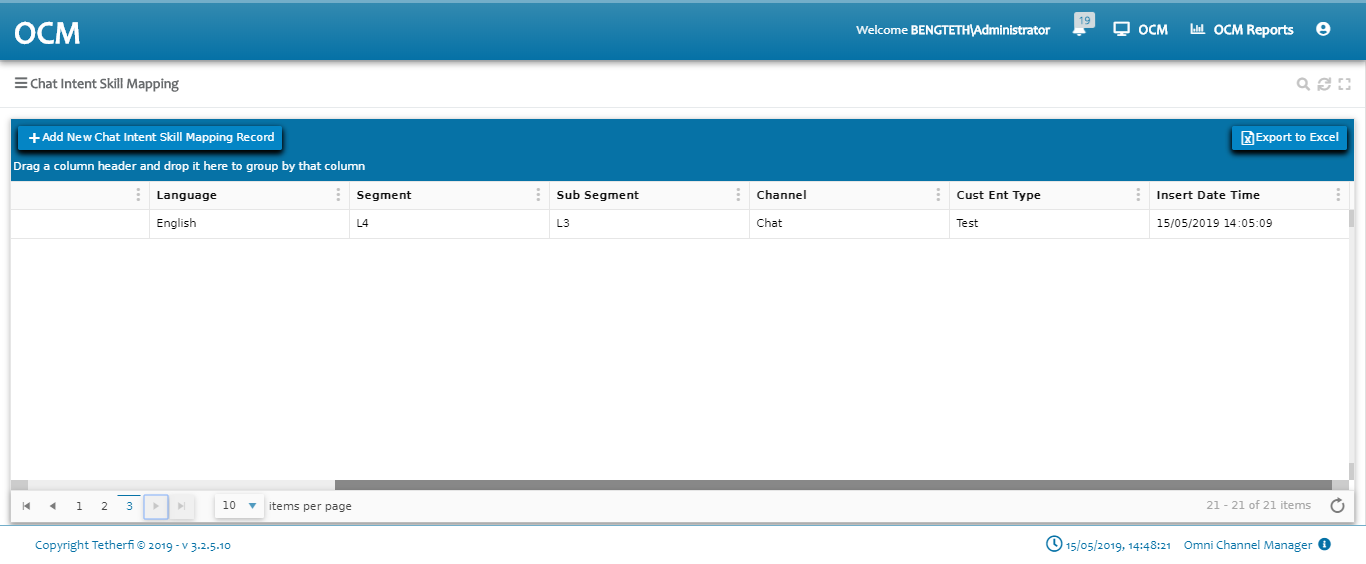 OCM
Welcome BENGTETH\Administrator 19 OCM OCM Reports
Chat Intent Skill Mapping
Add New Chat Intent Skill Mapping Record Export to Excel
Drag a column header and drop it here to group by that column
Language Segment Sub Segment Channel Cust Ent Type Insert Date Time
English L4 L3 Chat Test 15/05/2019 14:05:09
1 2 3 10 items per page 21 - 21 of 21 items
Copyright Tetherfi © 2019 - v 3.2.5.10 15/05/2019, 14:48:21 Omni Channel Manager